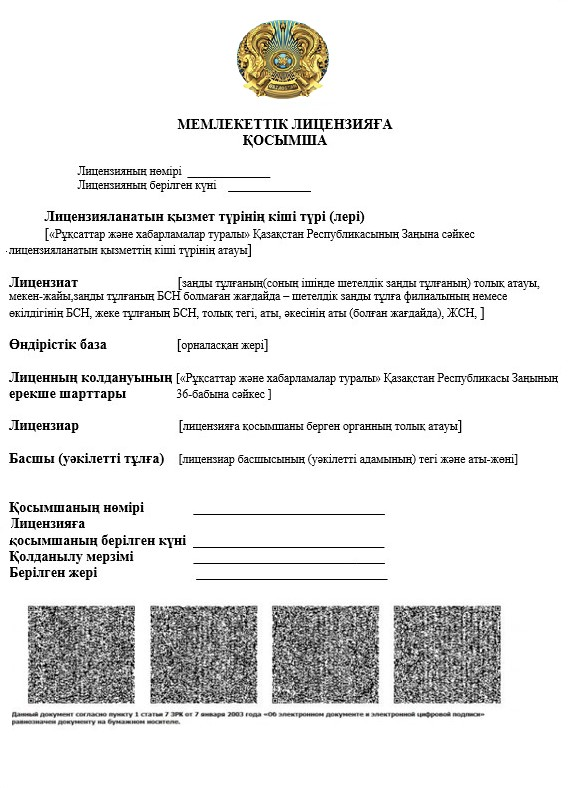 МЕМЛЕКЕТТІК ЛИЦЕНЗИЯҒА
ҚОСЫМША
Лицензияның нөмірі ______________
Лицензияның берілген күні ______________
Лицензияланатын қызмет түрінің кіші түрі (лері)
[«Рұқсаттар және хабарламалар туралы» Қазақстан Республикасының Заңына сәйкес
лицензияланатын қызметтің кіші түрінің атауы]
Лицензиат [заңды тұлғаның(соның ішінде шетелдік заңды тұлғаның) толық атауы,
мекен-жайы,заңды тұлғаның БСН болмаған жағдайда – шетелдік заңды тұлға филиалының немесе
өкілдігінің БСН, жеке тұлғаның БСН, толық тегі, аты, әкесінің аты (болған жағдайда), ЖСН, ]
Өндірістік база [орналасқан жері]
Лиценның колдануының [«Рұқсаттар және хабарламалар туралы» Қазақстан Республикасы Заңының
ерекше шарттары 36-бабына сәйкес ]
Лицензиар [лицензияға қосымшаны берген органның толық атауы]
Басшы (уәкілетті тұлға) [лицензиар басшысының (уәкілетті адамының) тегі және аты-жөні]
Қосымшаның нөмірі ______________
Лицензияға
қосымшаның берілген күні ______________
Қолданылу мерзімі ______________
Берілген жері ______________
Данный документ согласно пункту 1 статьи 7 ЗРК от 7 января 2003 года «Об электронном документе и электронной цифровой подписи»
равнозначен документу на бумажном носителе.